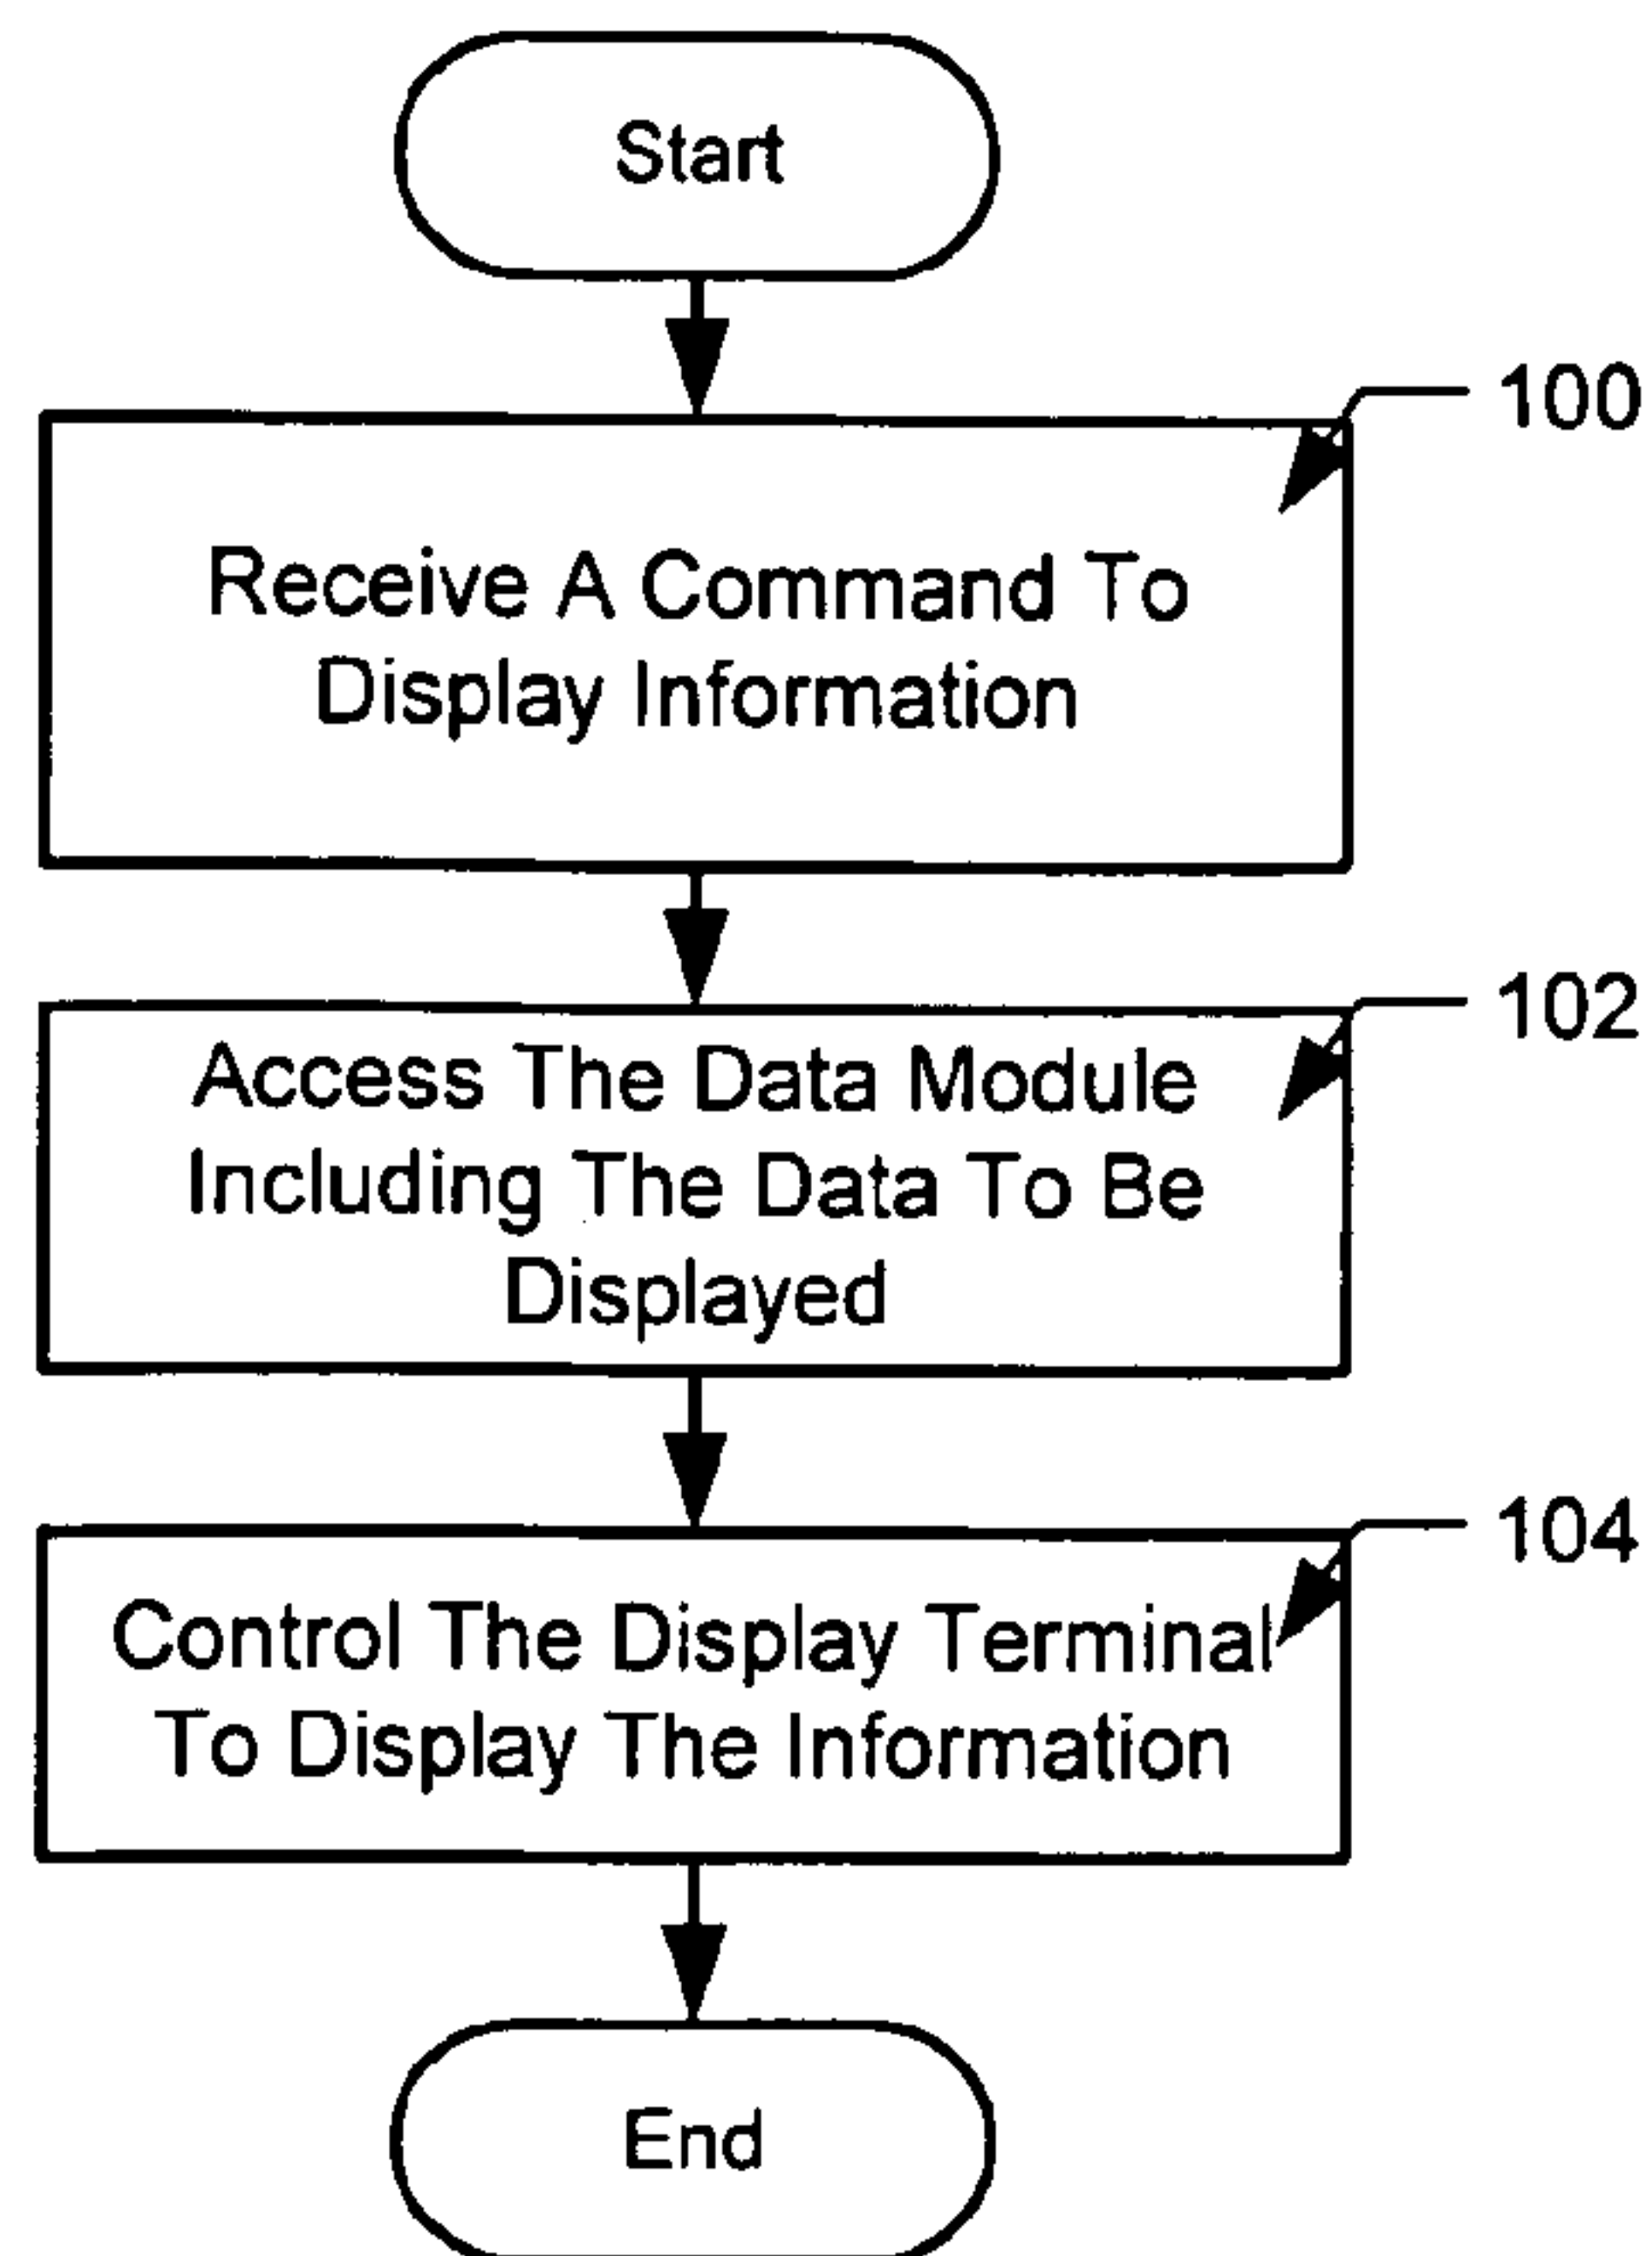 Start
100
Receive A Command To
Display Information
102
Access The Data Module
Including The Data To Be
Displayed
104
Control The Display Terminal
To Display The Information
End